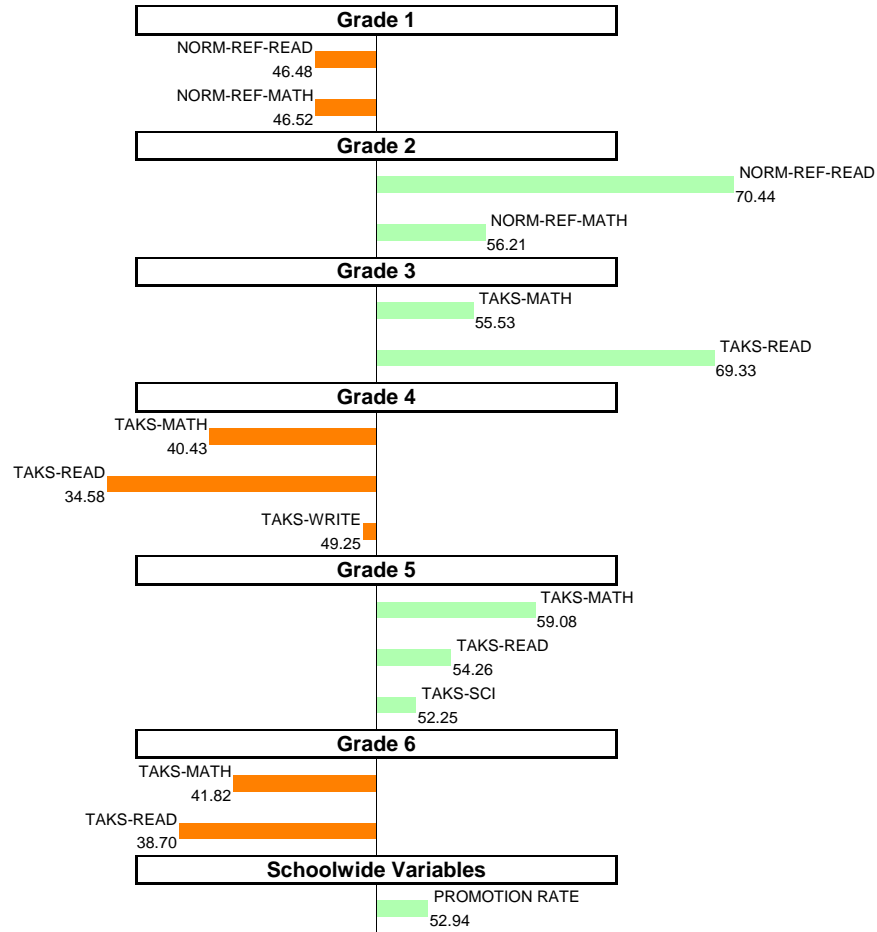 Grade 1
NORM-REF-READ
46.48
NORM-REF-MATH
46.52
Grade 2
NORM-REF-READ
70.44
NORM-REF-MATH
56.21
Grade 3
TAKS-MATH
55.53
TAKS-READ
69.33
Grade 4
TAKS-MATH
40.43
TAKS-READ
34.58
TAKS-WRITE
49.25
Grade 5
TAKS-MATH
59.08
TAKS-READ
54.26
TAKS-SCI
52.25
Grade 6
TAKS-MATH
41.82
TAKS-READ
38.70
Schoolwide Variables
PROMOTION RATE
52.94